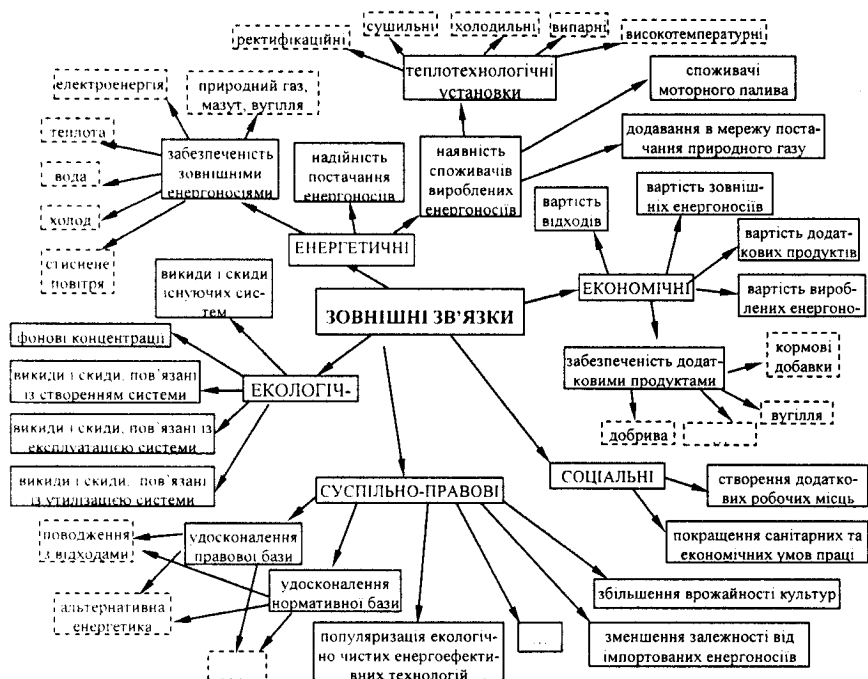 сушильні
холодильні
випарні
ректифікаційні
високотемпературні
теплотехнологічні
установки
електроенергія
природний газ,
мазут, вугілля
споживачі
моторного палива
теплота
забезпеченість
зовнішніми
енергоносіями
надійність
постачання
енергоносіїв
наявність
споживачів
вироблених
енергоносіїв
додавання в мережу поста-
чання природного газу
вода
холод
стиснене
повітря
ЕНЕРГЕТИЧНІ
вартість
відходів
вартість зовніш-
ніх енергоносіїв
вартість додат-
кових продуктів
викиди і скиди
існуючих сис-
тем
ЗОВНІШНІ ЗВ'ЯЗКИ
ЕКОНОМІЧНІ
вартість вироб-
лених енергоно-
фонові концентрації
ЕКОЛОГІЧ-
забезпеченість додат-
ковими продуктами
кормові
добавки
вугілля
добрива
...
викиди і скиди, пов'язані
із створенням системи
викиди і скиди, пов'язані із
експлуатацією системи
викиди і скиди, пов'язані
із утилізацією системи
СУСПІЛЬНО-ПРАВОВІ
СОЦІАЛЬНІ
створення додатко-
вих робочих місць
покращення санітарних та
економічних умов праці
поводження
з відходами
удосконалення
правової бази
удосконалення
нормативної бази
альтернативна
енергетика
...
популяризація екологіч-
но чистих енергоефекти-
вних технологій
...
збільшення врожайності культур
зменшення залежності від
імпортованих енергоносіїв